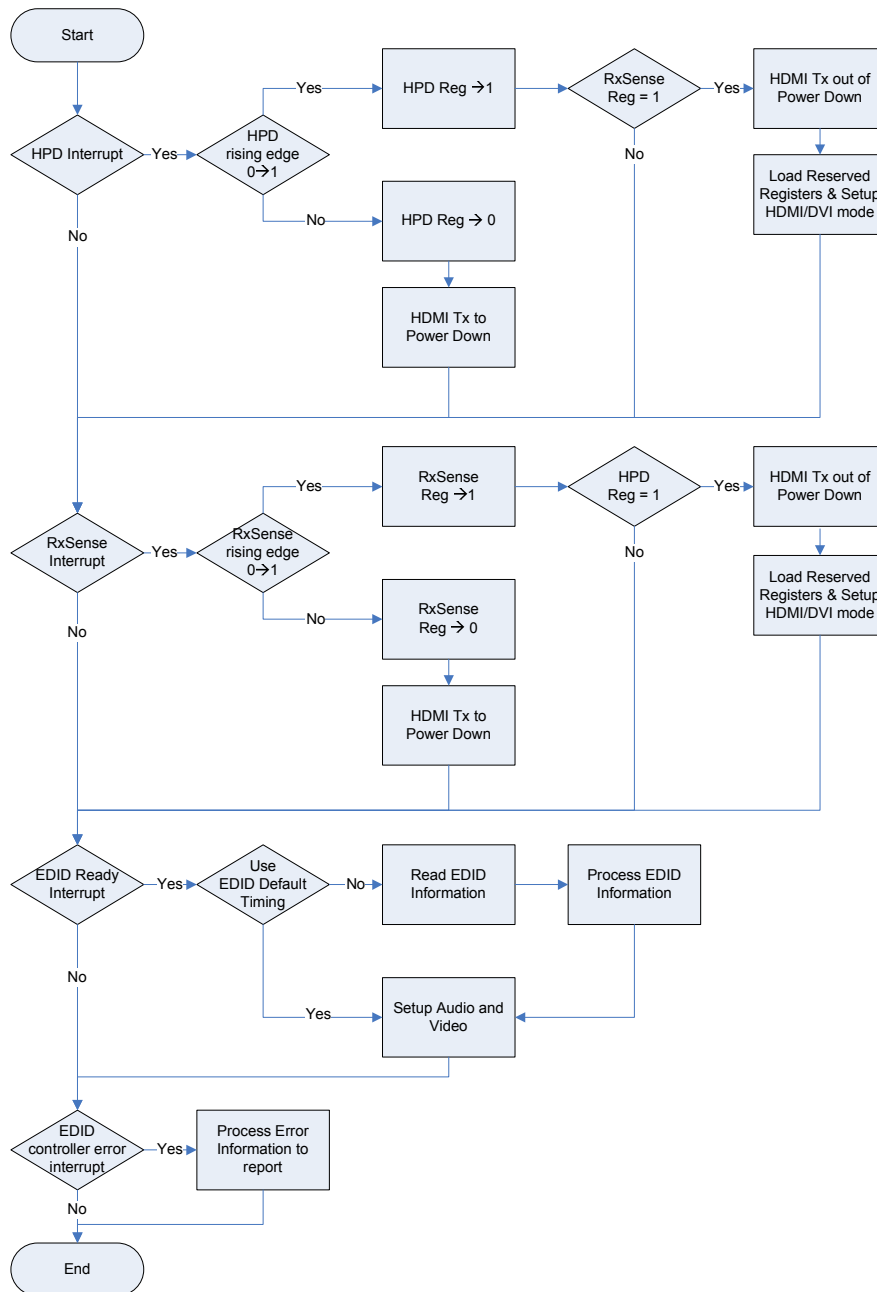 Start
HPD Interrupt
Yes
HPD
rising edge
0→1
Yes
HPD Reg →1
RxSense
Reg = 1
Yes
HDMI Tx out of
Power Down
No
Load Reserved
Registers & Setup
HDMI/DVI mode
No
HPD Reg → 0
No
HDMI Tx to
Power Down
RxSense
Interrupt
Yes
RxSense
rising edge
0→1
Yes
RxSense
Reg →1
HPD
Reg = 1
Yes
HDMI Tx out of
Power Down
No
Load Reserved
Registers & Setup
HDMI/DVI mode
No
RxSense
Reg → 0
No
HDMI Tx to
Power Down
EDID Ready
Interrupt
Yes
Use
EDID Default
Timing
No
Read EDID
Information
Process EDID
Information
No
Yes
Setup Audio and
Video
EDID
controller error
interrupt
Yes
Process Error
Information to
report
No
End